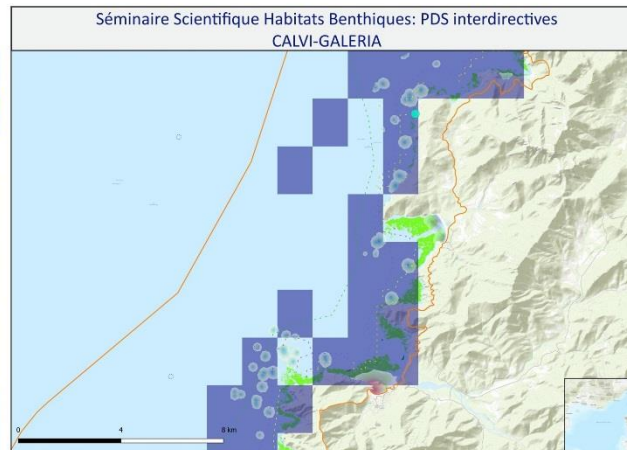 Séminaire Scientifique Habitats Benthiques: PDS interdirectives
CALVI-GALERIA
0 4 8 km